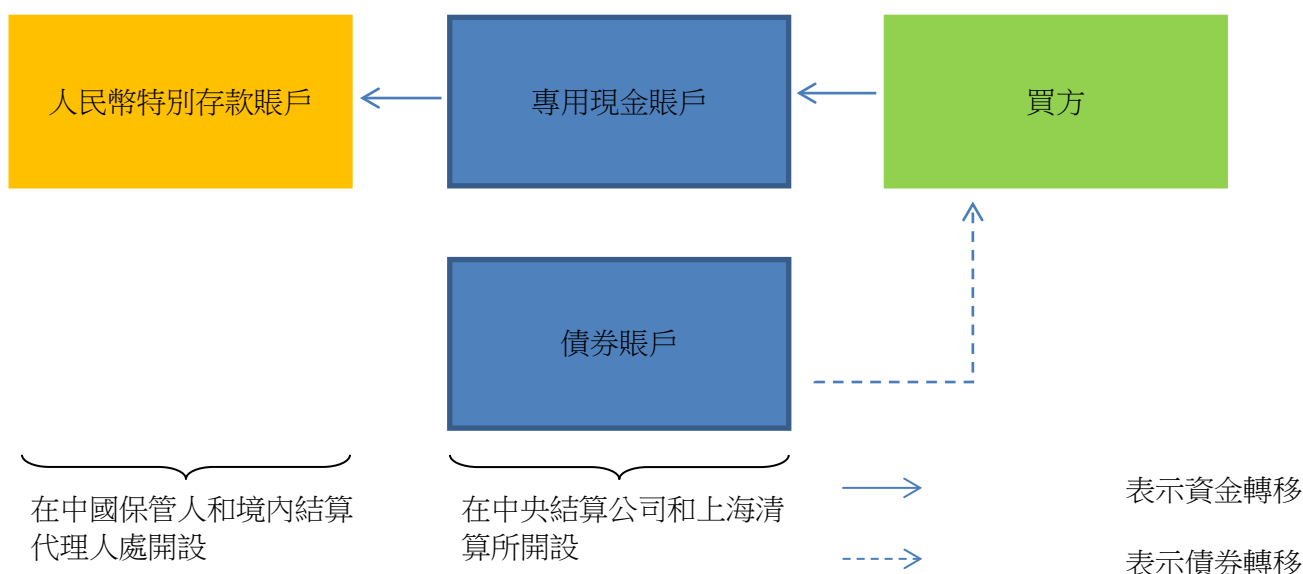 人民幣特別存款賬戶
專用現金賬戶
買方
債券賬戶
在中國保管人和境內結算
代理人處開設
在中央結算公司和上海清
算所開設
表示資金轉移
表示債券轉移